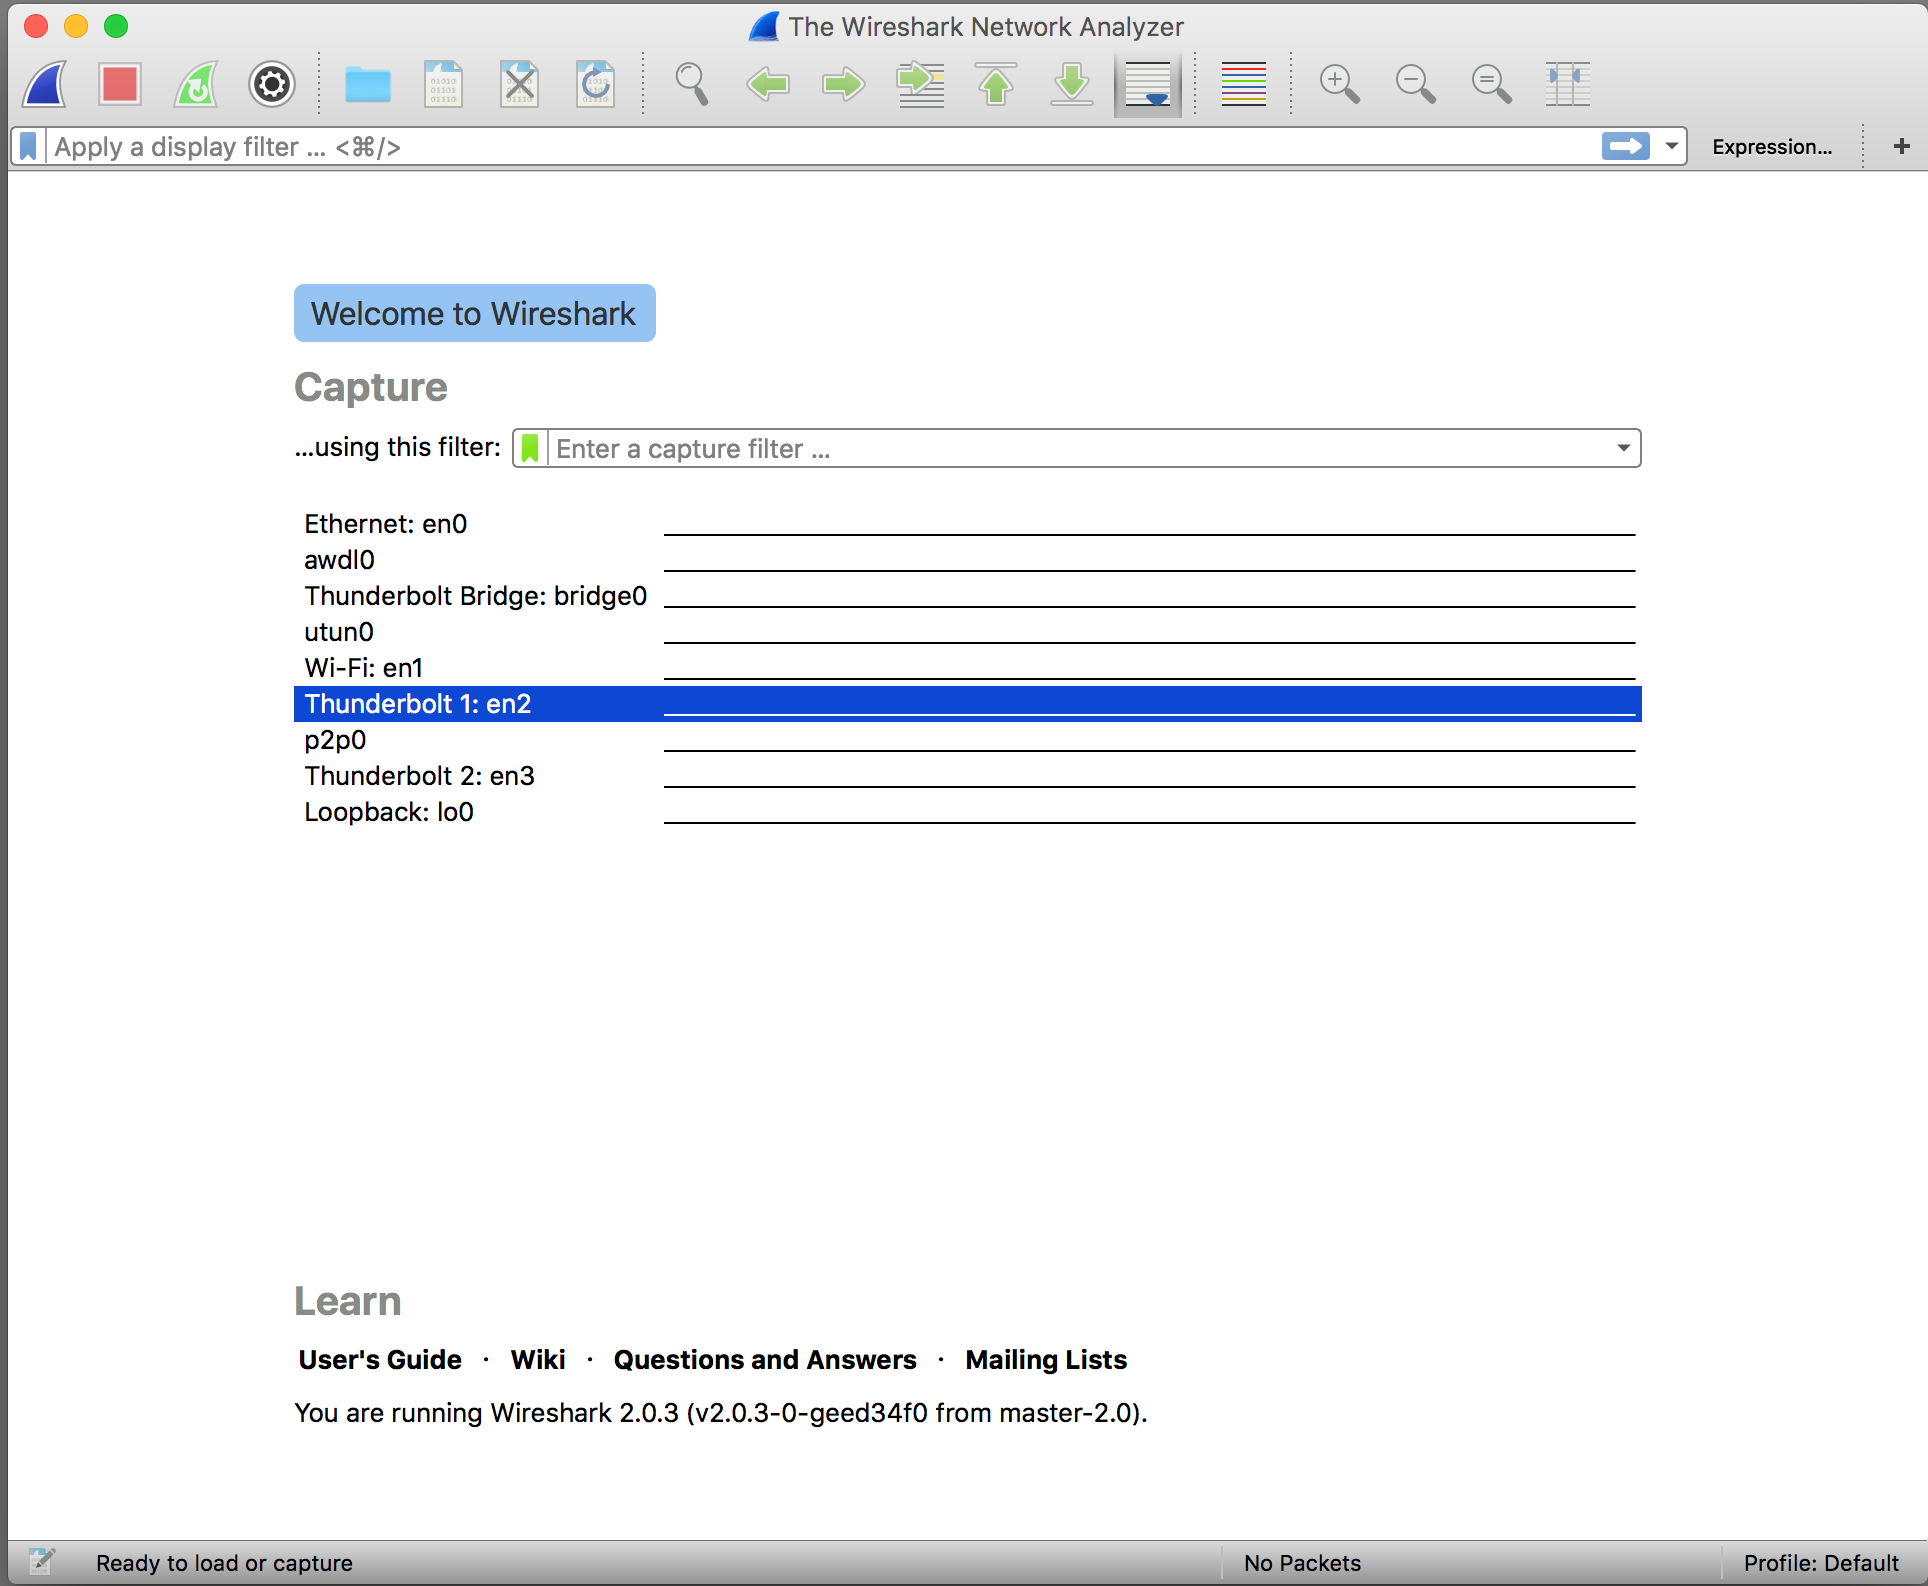 The Wireshark Network Analyzer
Apply a display filter ... <⌘/>
Expression...
+
Welcome to Wireshark
Capture
...using this filter:
Enter a capture filter ...
Ethernet: en0
awdl0
Thunderbolt Bridge: bridge0
utun0
Wi-Fi: en1
Thunderbolt 1: en2
p2p0
Thunderbolt 2: en3
Loopback: lo0
Learn
User's Guide · Wiki · Questions and Answers · Mailing Lists
You are running Wireshark 2.0.3 (v2.0.3-0-geed34f0 from master-2.0).
Ready to load or capture
No Packets
Profile: Default